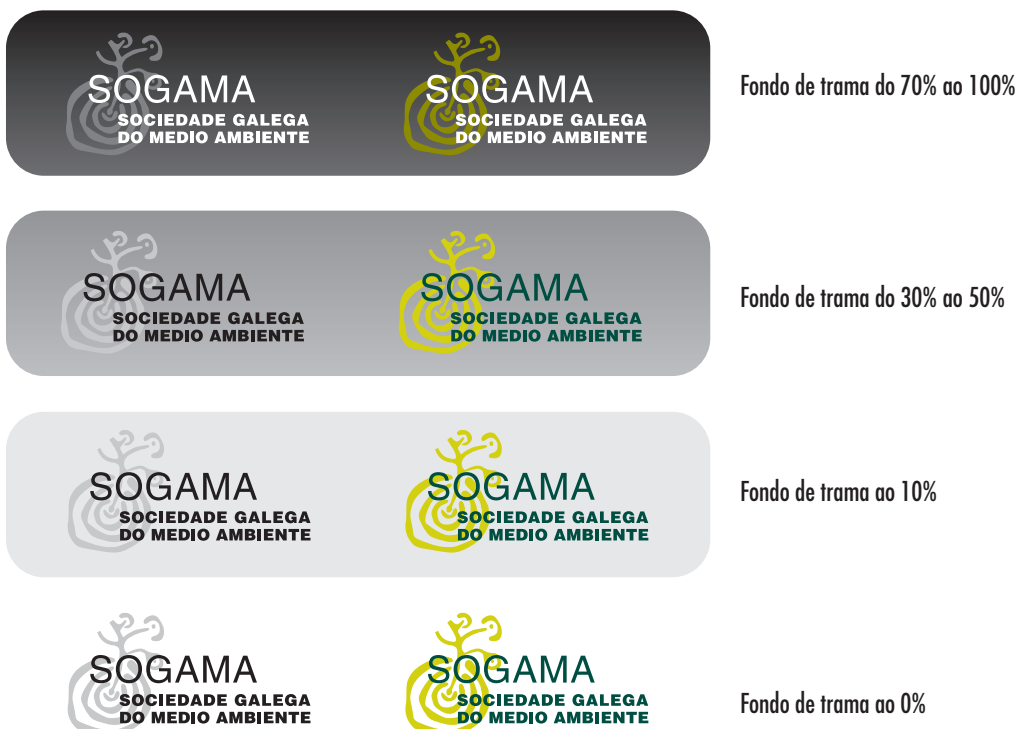 SOGAMA
SOCIEDADE GALEGA
DO MEDIO AMBIENTE
SOGAMA
SOCIEDADE GALEGA
DO MEDIO AMBIENTE
Fondo de trama do 70% ao 100%
SOGAMA
SOCIEDADE GALEGA
DO MEDIO AMBIENTE
SOGAMA
SOCIEDADE GALEGA
DO MEDIO AMBIENTE
Fondo de trama do 30% ao 50%
SOGAMA
SOCIEDADE GALEGA
DO MEDIO AMBIENTE
SOGAMA
SOCIEDADE GALEGA
DO MEDIO AMBIENTE
Fondo de trama ao 10%
SOGAMA
SOCIEDADE GALEGA
DO MEDIO AMBIENTE
SOGAMA
SOCIEDADE GALEGA
DO MEDIO AMBIENTE
Fondo de trama ao 0%